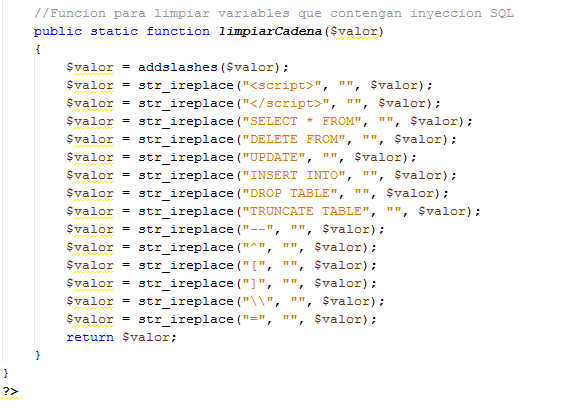 //Funcion para limpiar variables que contengan inyeccion SQL
public static function limpiarCadena($valor)
{
$valor = addslashes($valor);
$valor = str_ireplace("<script>", "", $valor);
$valor = str_ireplace("</script>", "", $valor);
$valor = str_ireplace("SELECT * FROM", "", $valor);
$valor = str_ireplace("DELETE FROM", "", $valor);
$valor = str_ireplace("UPDATE", "", $valor);
$valor = str_ireplace("INSERT INTO", "", $valor);
$valor = str_ireplace("DROP TABLE", "", $valor);
$valor = str_ireplace("TRUNCATE TABLE", "", $valor);
$valor = str_ireplace("--", "", $valor);
$valor = str_ireplace("^", "", $valor);
$valor = str_ireplace("[", "", $valor);
$valor = str_ireplace("]", "", $valor);
$valor = str_ireplace("\\", "", $valor);
$valor = str_ireplace("=", "", $valor);
return $valor;
}
}
?>